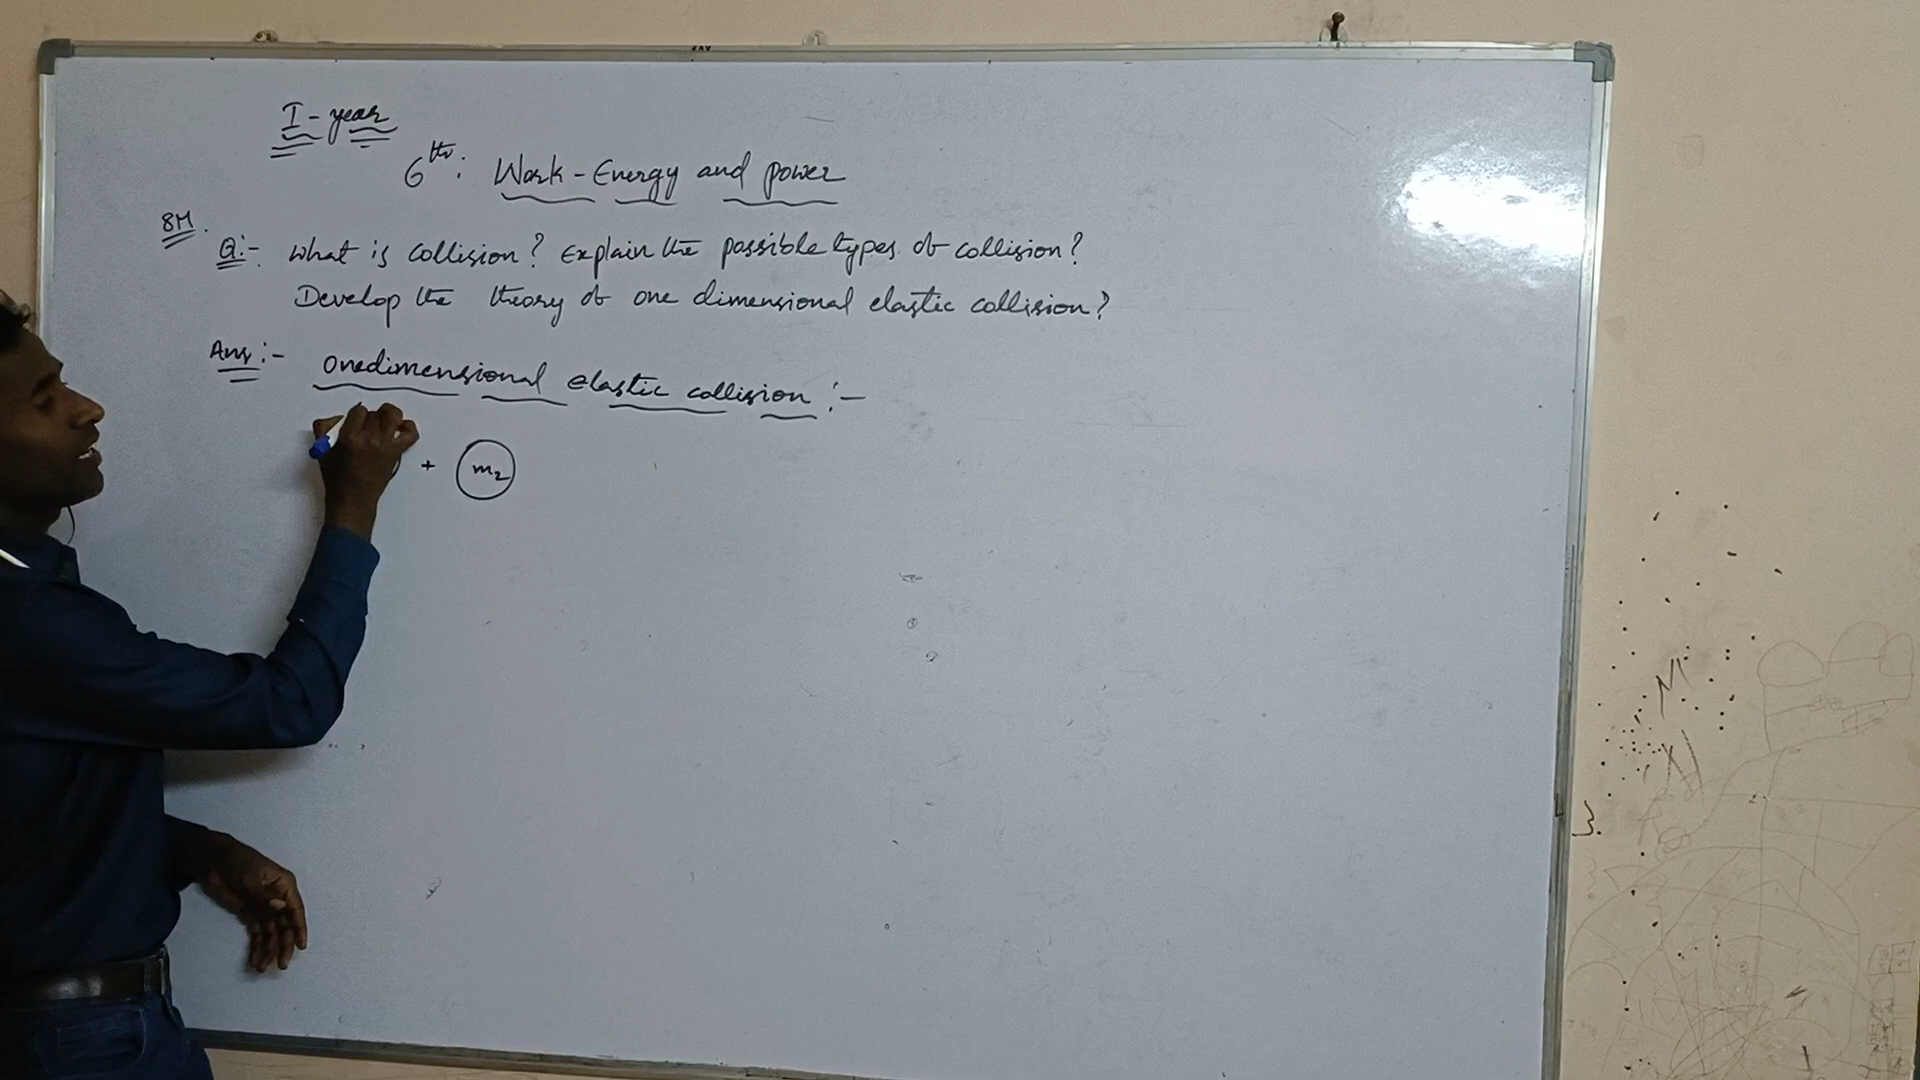 I - year
6th: Work - Energy and power
8M.
Q:- What is collision? Explain the possible types of collision?
Develop the theory of one dimensional elastic collision?
Ans:- Onedimensional elastic collision :-
+ m2